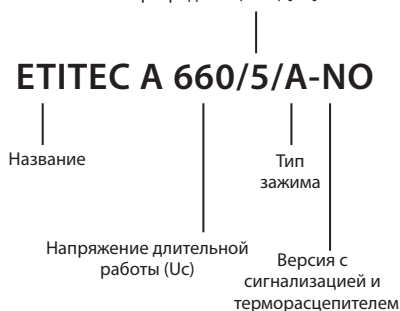 ETITEC A 660/5/A-NO
Название
Тип
зажима
Напряжение длительной
работы (Uc)
Версия с
сигнализацией и
терморасцепителем